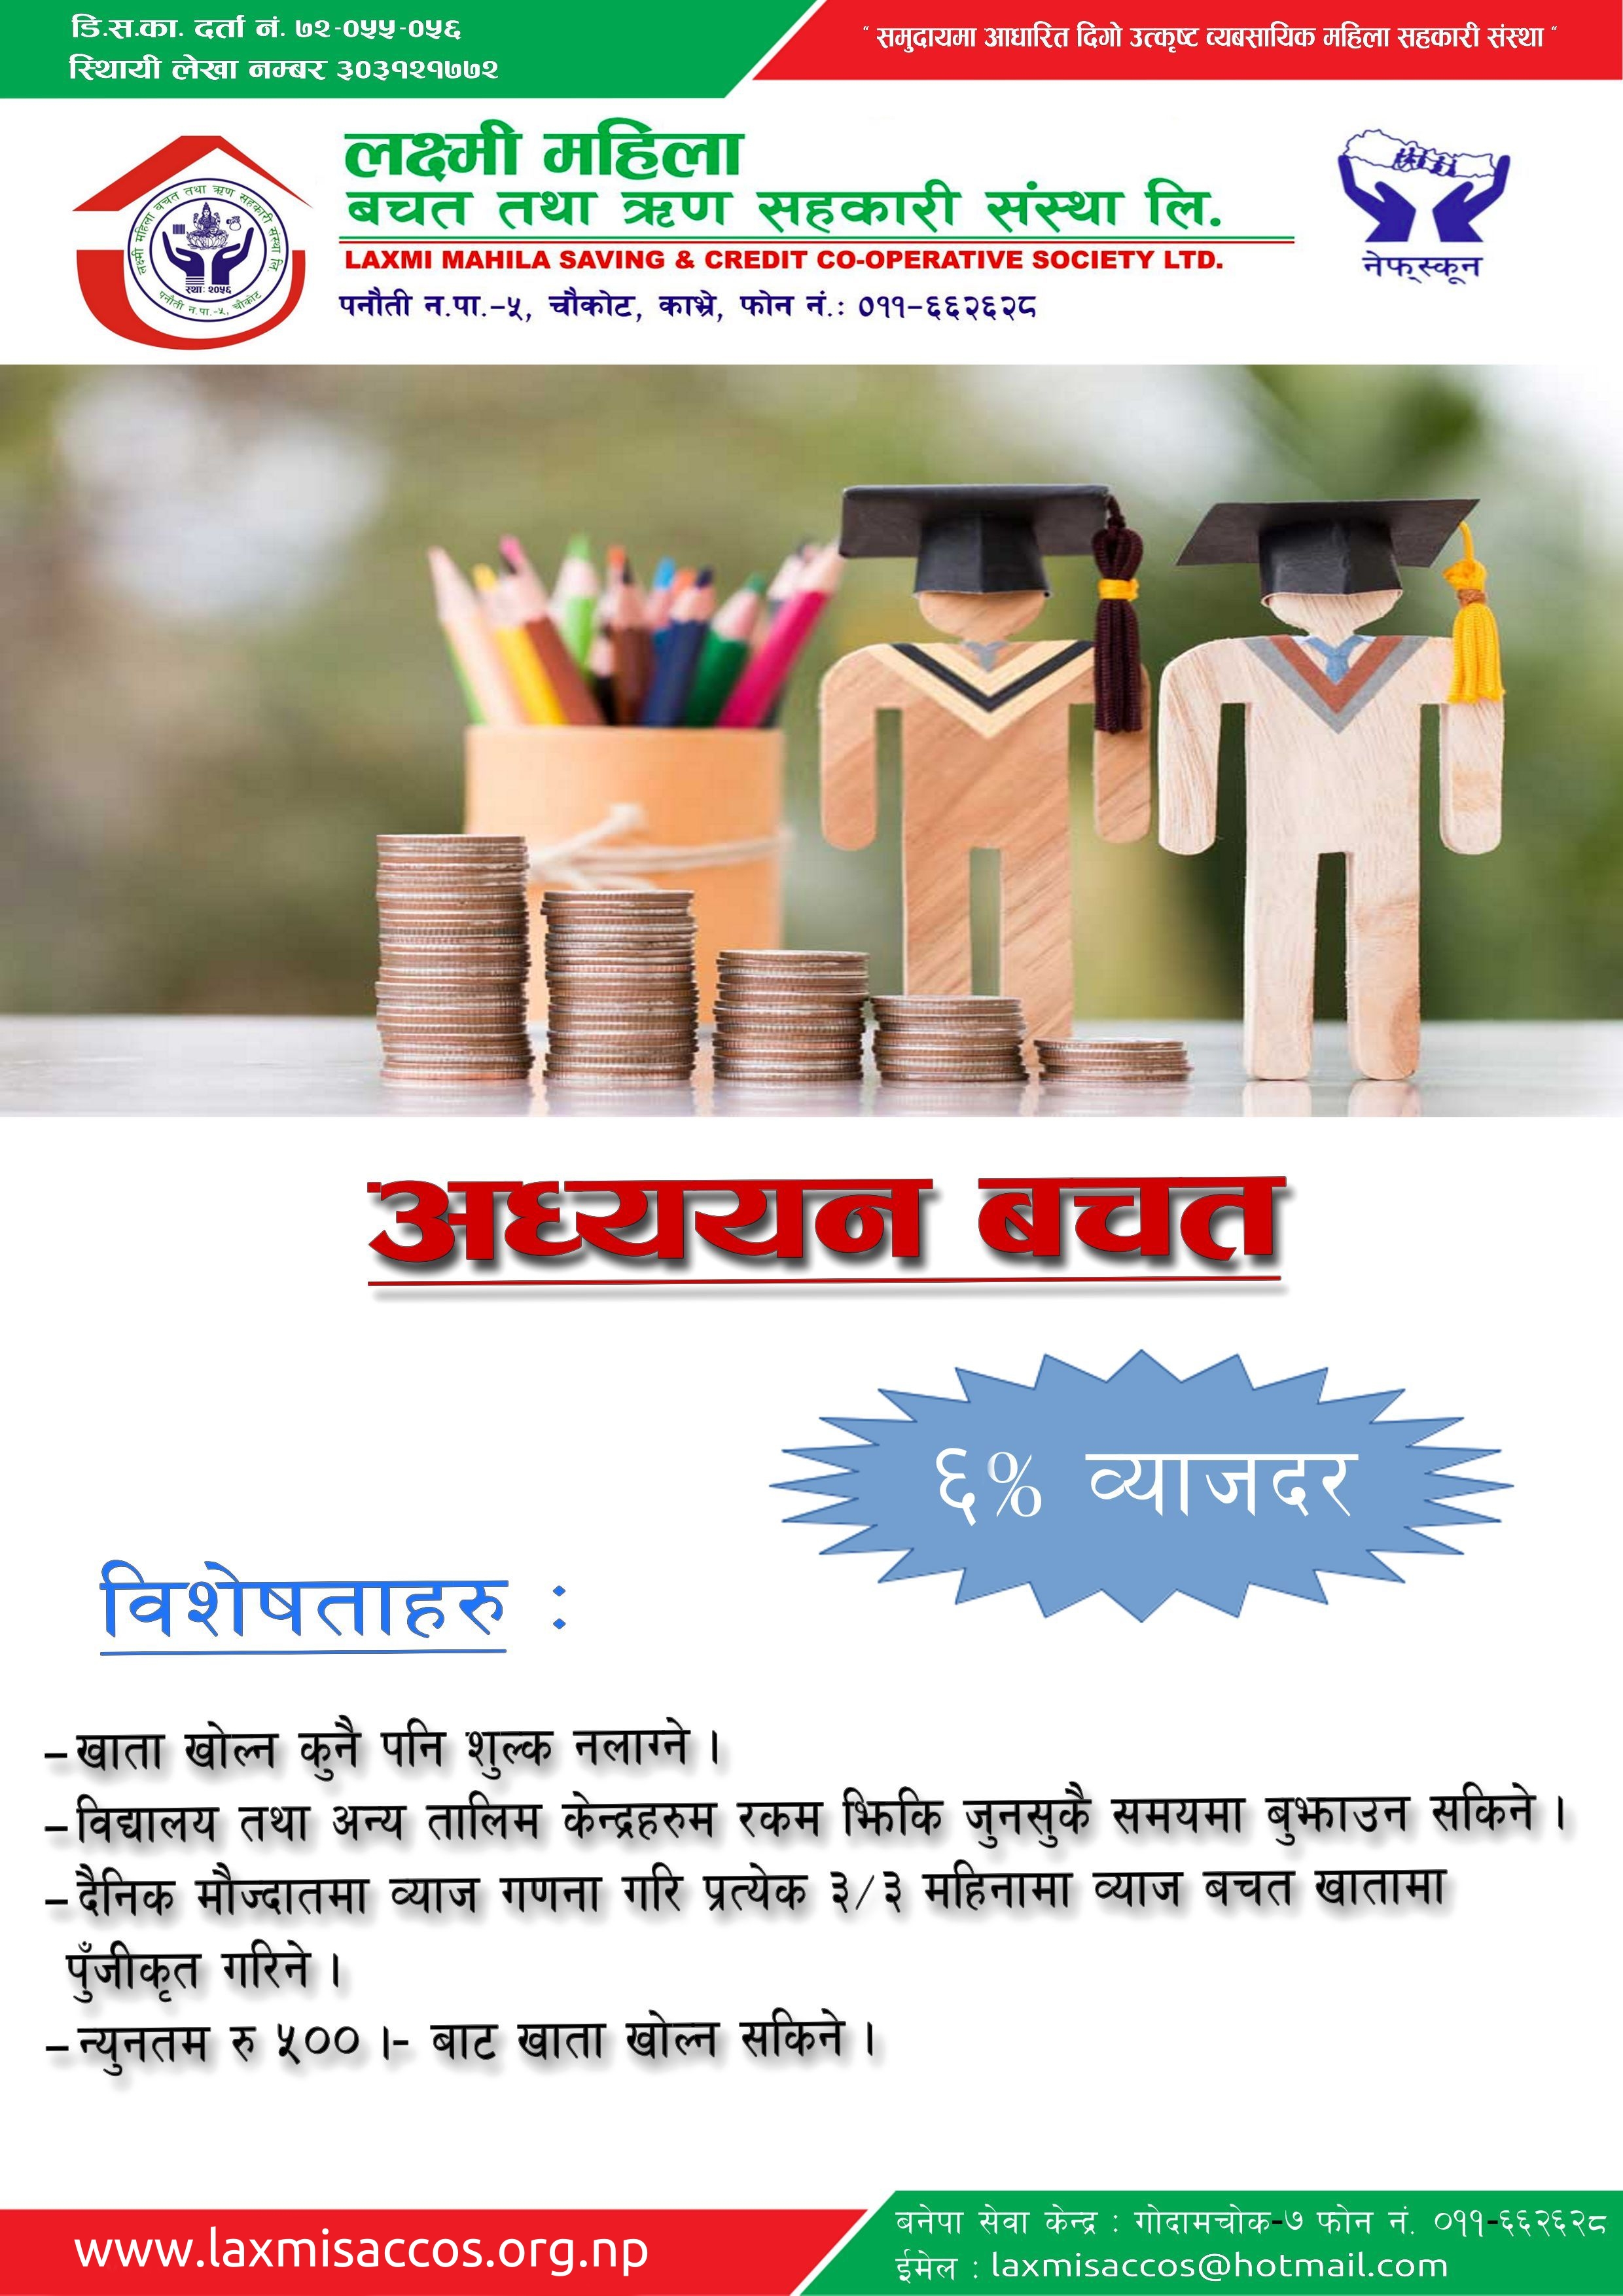 डि.स.का. दर्ता नं. ७२-०५५-०५६
स्थियायी लेखा नम्बर ३०३१२१७७२
“ समुदायमा आधारित दिगो उत्कृष्ट व्यबसायिक महिला सहकारी संस्था “
लक्ष्मी महिला
बचत तथा ऋण सहकारी संस्था लि.
LAXMI MAHILA SAVING & CREDIT CO-OPERATIVE SOCIETY LTD.
पनौती न.पा.-५, चौकोट, काभ्रे, फोन नं.: ०११-६६२६२८
लक्ष्मी महिला बचत तथा ऋण सहकारी संस्था लि.
स्था: २०५६
पनौती न.पा.-५, चौकोट
नेफ्स्कून
अध्ययन बचत
६% व्याजदर
विशेषताहरु :
– खाता खोल्न कुनै पनि शुल्क नलाग्ने ।
– विद्यालय तथा अन्य तालिम केन्द्रहरुम रकम झिकि जुनसुकै समयमा बुझाउन सकिने ।
– दैनिक मौज्दातमा व्याज गणना गरि प्रत्येक ३/३ महिनामा व्याज बचत खातामा
पुँजीकृत गरिने ।
– न्युनतम रु ५०० ।- बाट खाता खोल्न सकिने ।
www.laxmisaccos.org.np
बनेपा सेवा केन्द्र : गोदामचोक-७ फोन नं. ०११-६६२६२८
ईमेल : laxmisaccos@hotmail.com